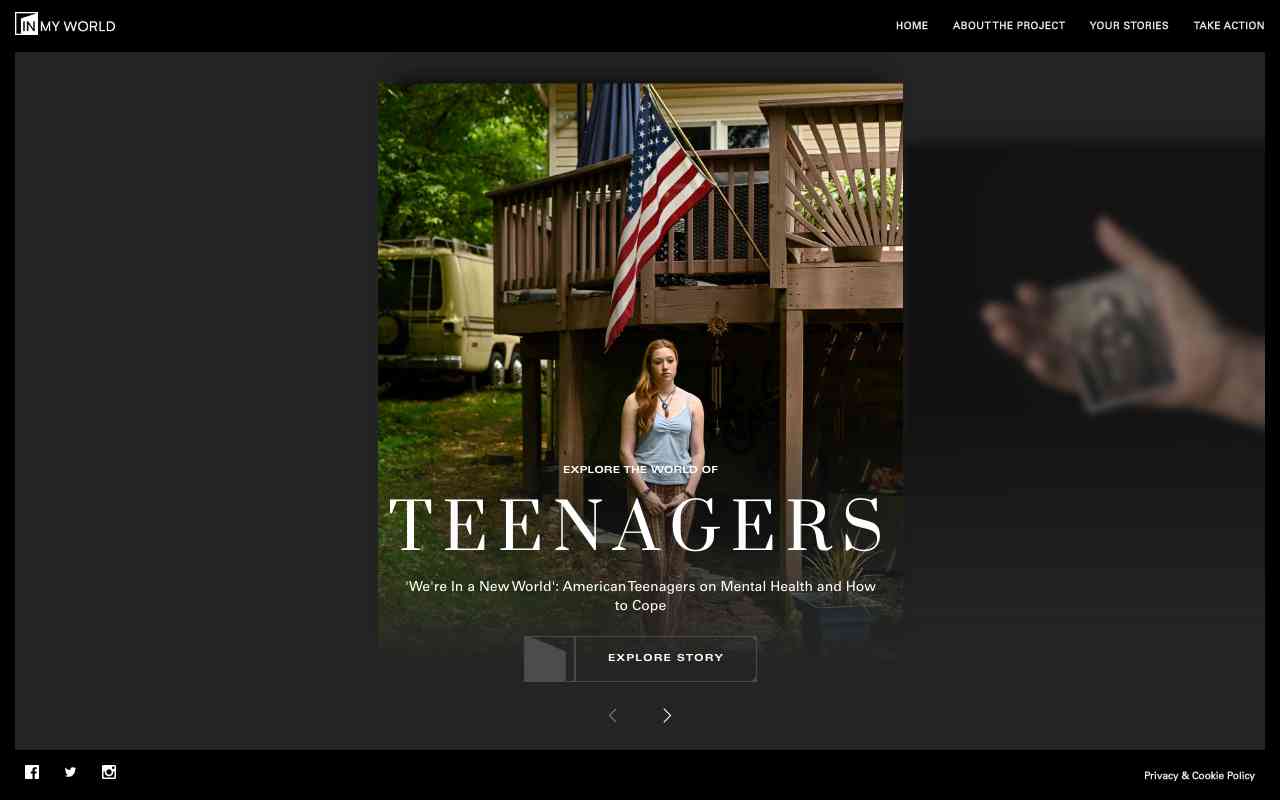 IN MY WORLD
HOME ABOUT THE PROJECT YOUR STORIES TAKE ACTION
EXPLORE THE WORLD OF
TEENAGERS
'We're In a New World': American Teenagers on Mental Health and How
to Cope
EXPLORE STORY
Privacy & Cookie Policy